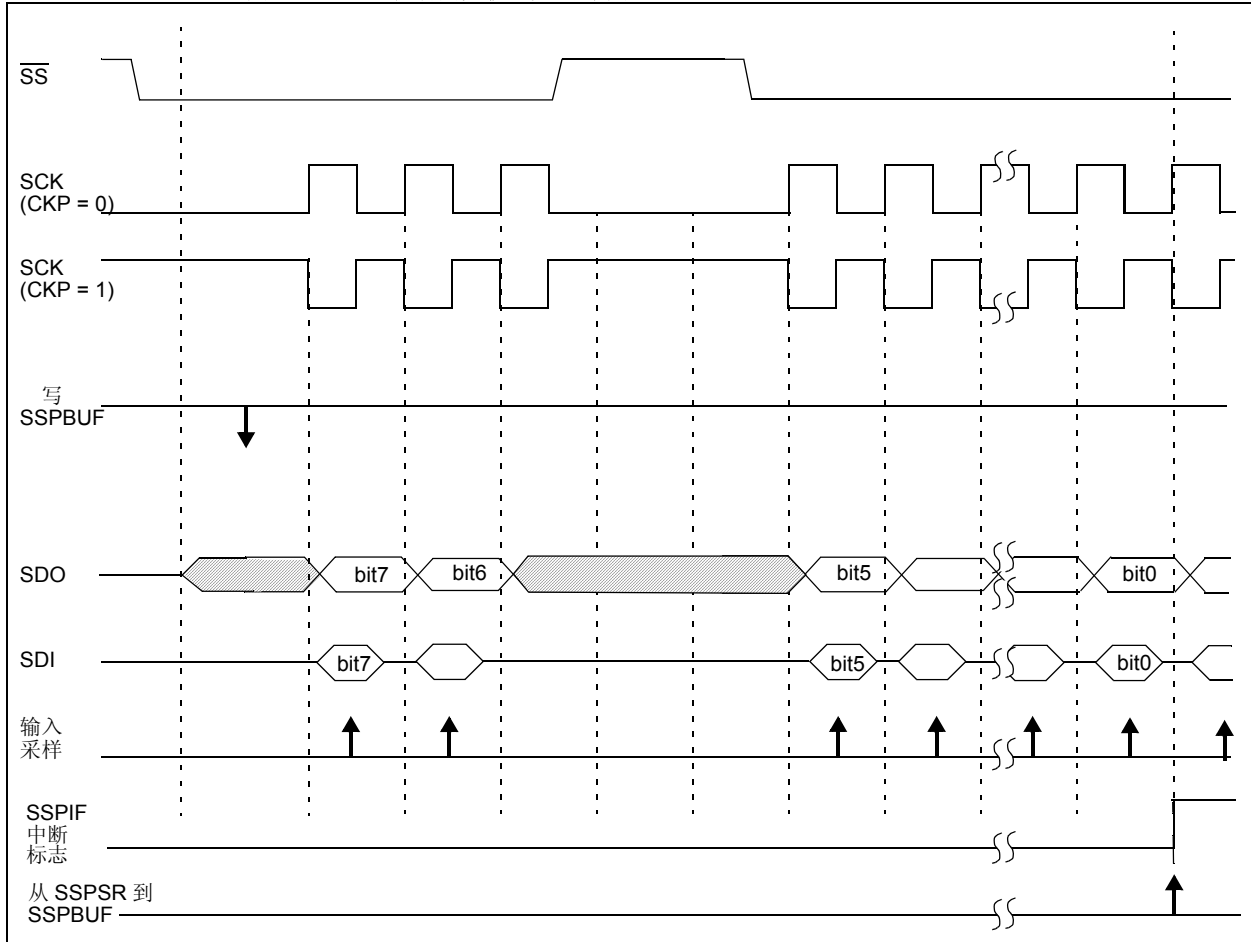 SS
SCK
(CKP = 0)
SCK
(CKP = 1)
写
SSPBUF
SDO
bit7
bit6
bit5
bit0
SDI
bit7
bit5
bit0
输入
采样
SSPIF
中断
标志
从 SSPSR 到
SSPBUF